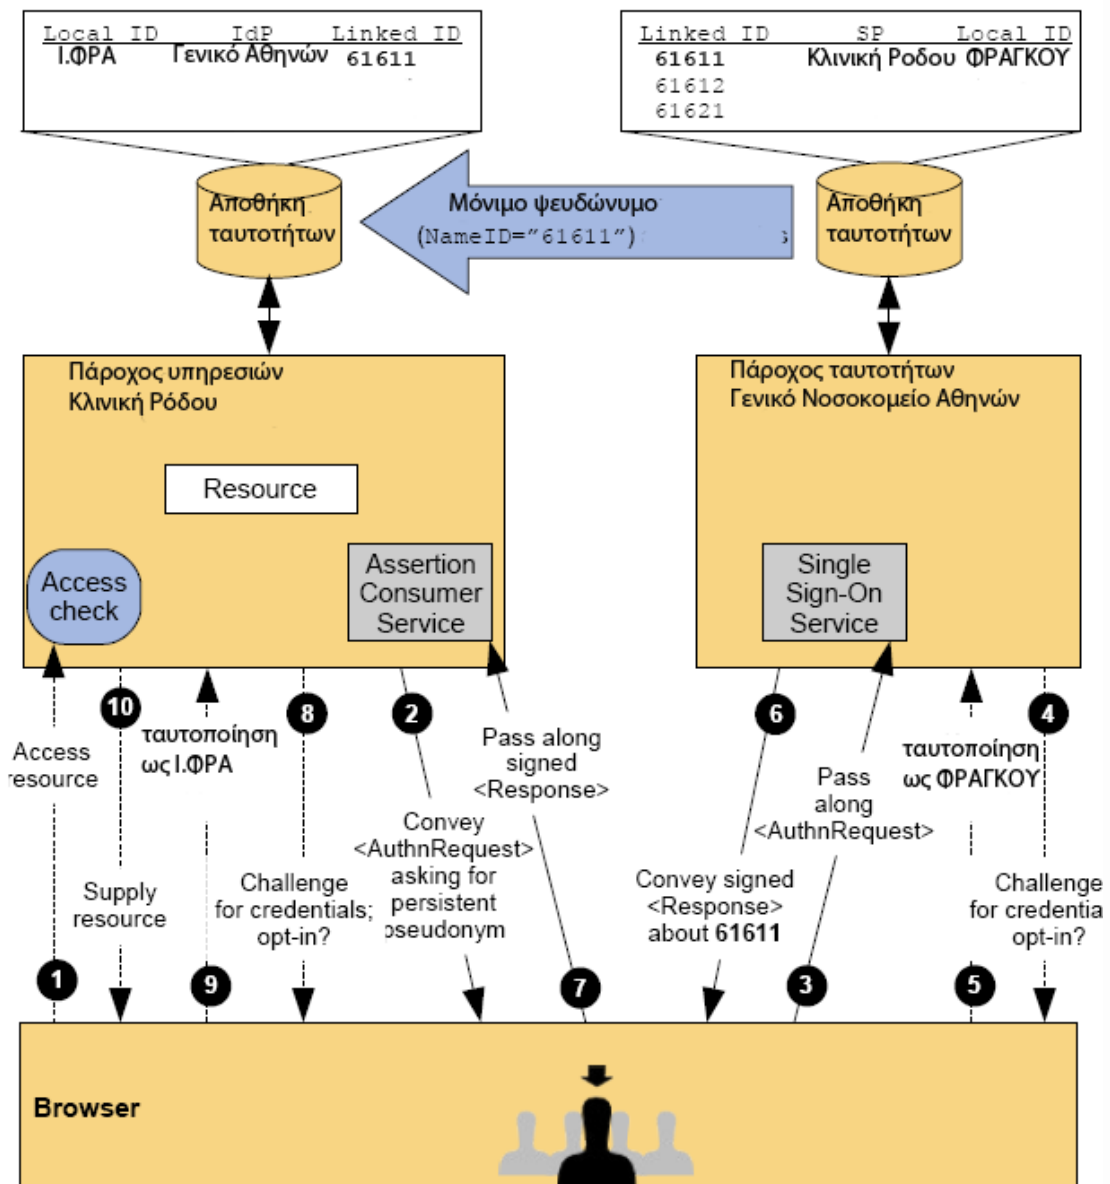 Local ID IdP Linked ID
Ι.ΦΡΑ Γενικό Αθηνών 61611
Linked ID SP Local ID
61611 Κλινική Ροδου ΦΡΑΓΚΟΥ
61612
61621
Αποθήκη
ταυτοτήτων
Μόνιμο ψευδώνυμο
(NameID="61611")
Αποθήκη
ταυτοτήτων
Πάροχος υπηρεσιών
Κλινική Ρόδου
Resource
Access
check
Assertion
Consumer
Service
Πάροχος ταυτοτήτων
Γενικό Νοσοκομείο Αθηνών
Single
Sign-On
Service
10
8
2
6
4
Access
resource
ταυτοποίηση
ως Ι.ΦΡΑ
Pass along
signed
<Response>
Pass
along
<AuthnRequest>
ταυτοποίηση
ως ΦΡΑΓΚΟΥ
Supply
resource
Challenge
for credentials;
opt-in?
Convey
<AuthnRequest>
asking for
persistent
pseudonym
Convey signed
<Response>
about 61611
Challenge
for credentia
opt-in?
1
9
7
3
5
Browser